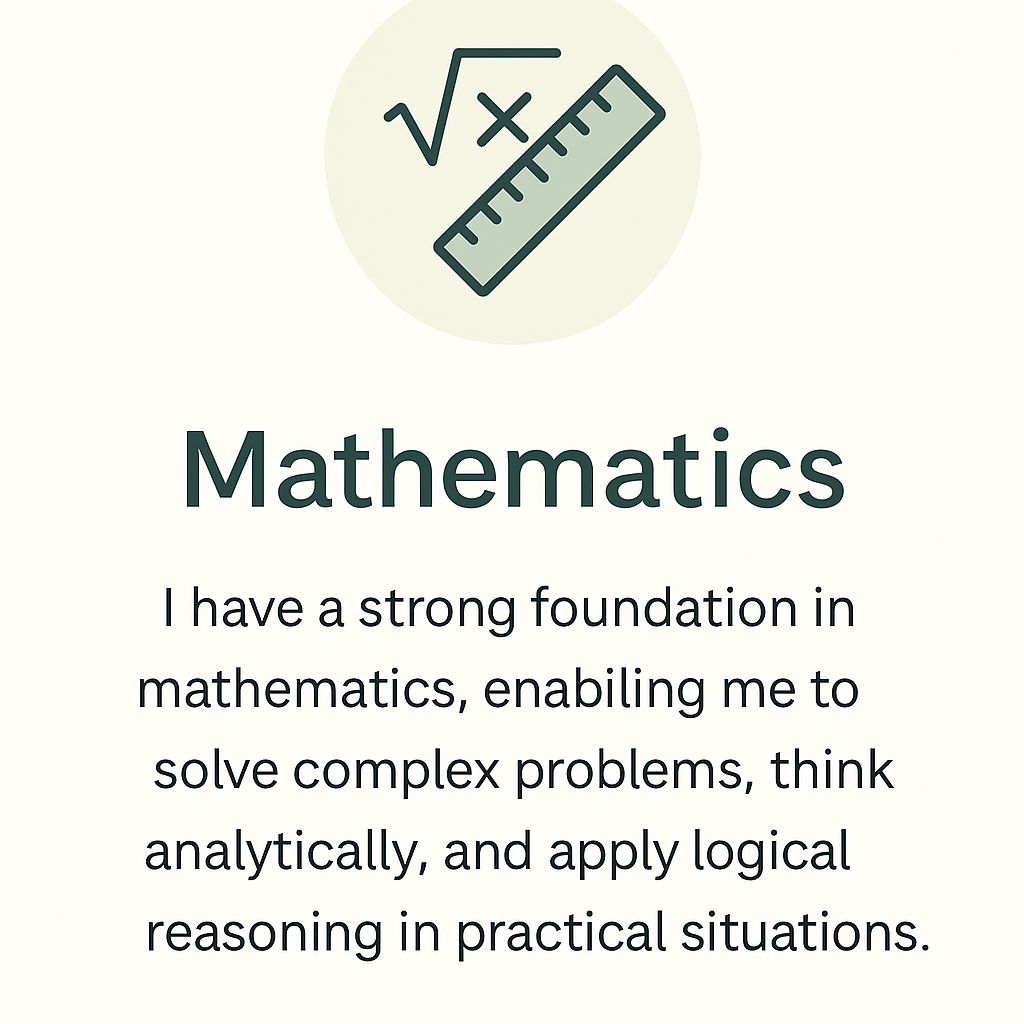 √x
Mathematics
I have a strong foundation in
mathematics, enabiling me to
solve complex problems, think
analytically, and apply logical
reasoning in practical situations.